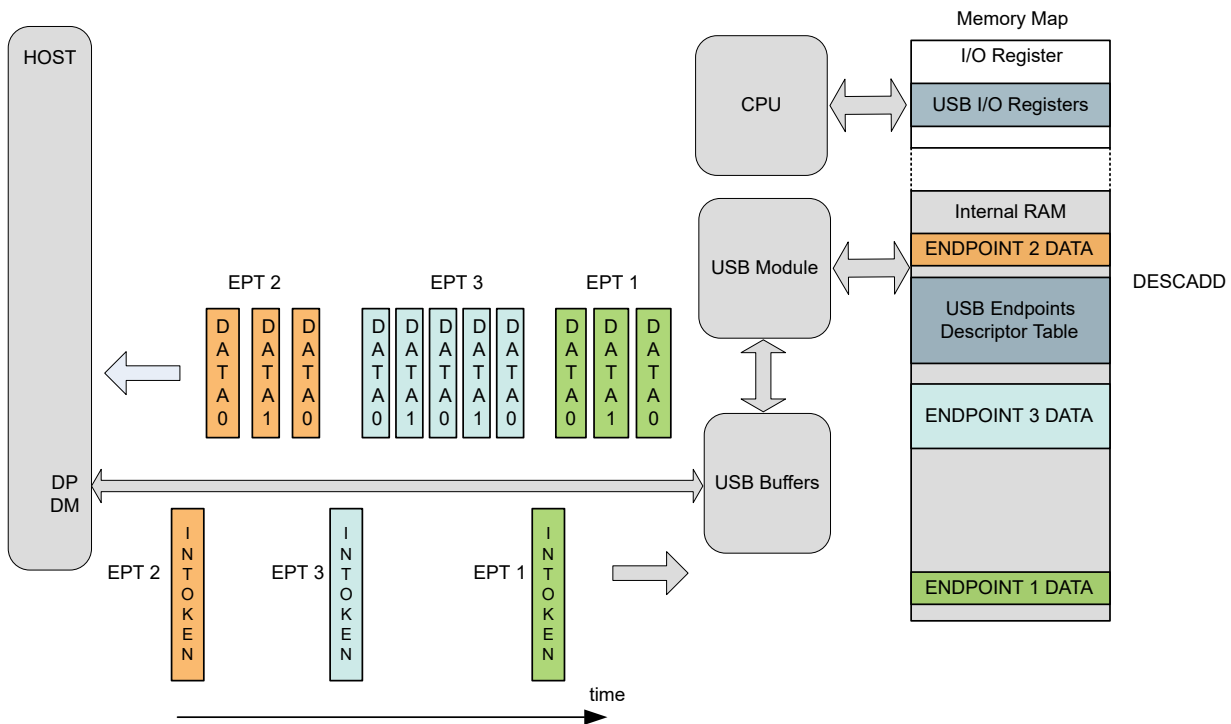 Memory Map
HOST
I/O Register
CPU
USB I/O Registers
Internal RAM
ENDPOINT 2 DATA
USB Module
DESCADD
EPT 2
EPT 3
EPT 1
USB Endpoints
Descriptor Table
DATA0
DATA1
DATA0
DATA0
DATA1
DATA0
DATA1
DATA0
DATA0
DATA1
DATA0
ENDPOINT 3 DATA
DP
DM
USB Buffers
EPT 2
INTOKEN
EPT 3
INTOKEN
EPT 1
INTOKEN
ENDPOINT 1 DATA
time